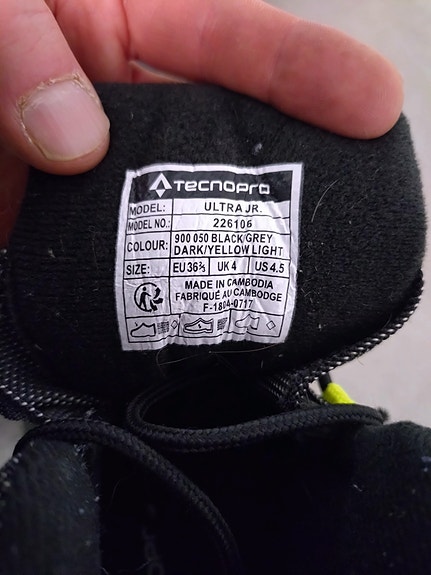 TECNOPRO
MODEL: ULTRA JR.
MODEL NO.: 226106
COLOUR: 900 050 BLACK/GREY
DARK/YELLOW LIGHT
SIZE: EU 36⅔ UK 4 US 4.5
MADE IN CAMBODIA
FABRIQUÉ AU CAMBODGE
F-1804-0717